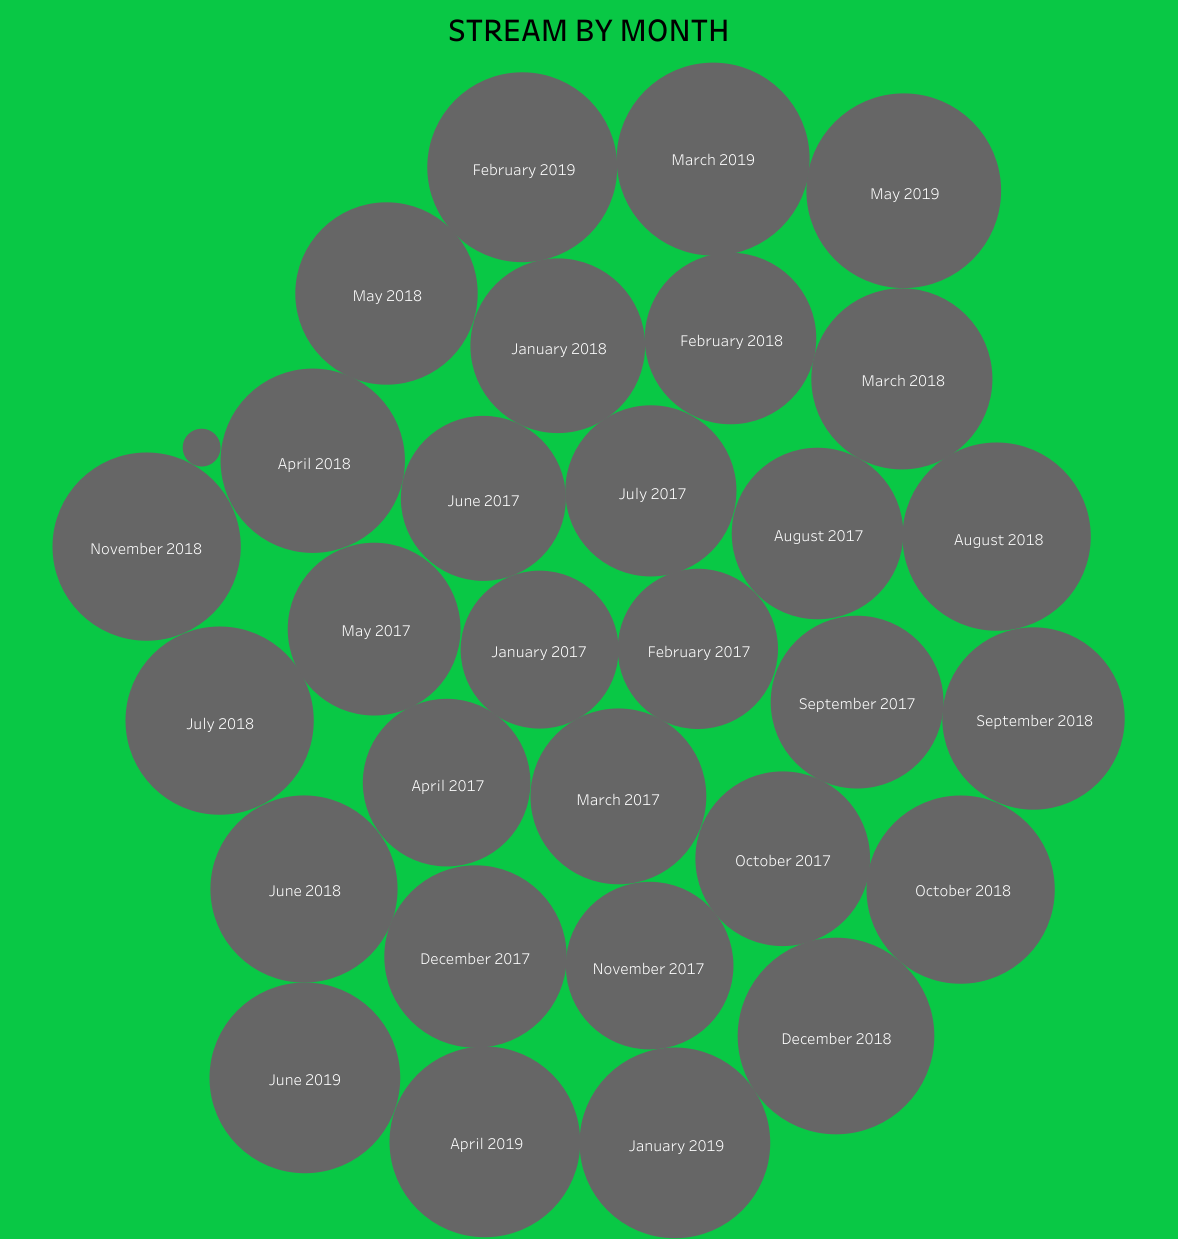 STREAM BY MONTH
February 2019
March 2019
May 2019
May 2018
January 2018
February 2018
March 2018
April 2018
June 2017
July 2017
August 2017
August 2018
November 2018
May 2017
January 2017
February 2017
September 2017
September 2018
July 2018
April 2017
March 2017
October 2017
October 2018
June 2018
December 2017
November 2017
December 2018
June 2019
April 2019
January 2019